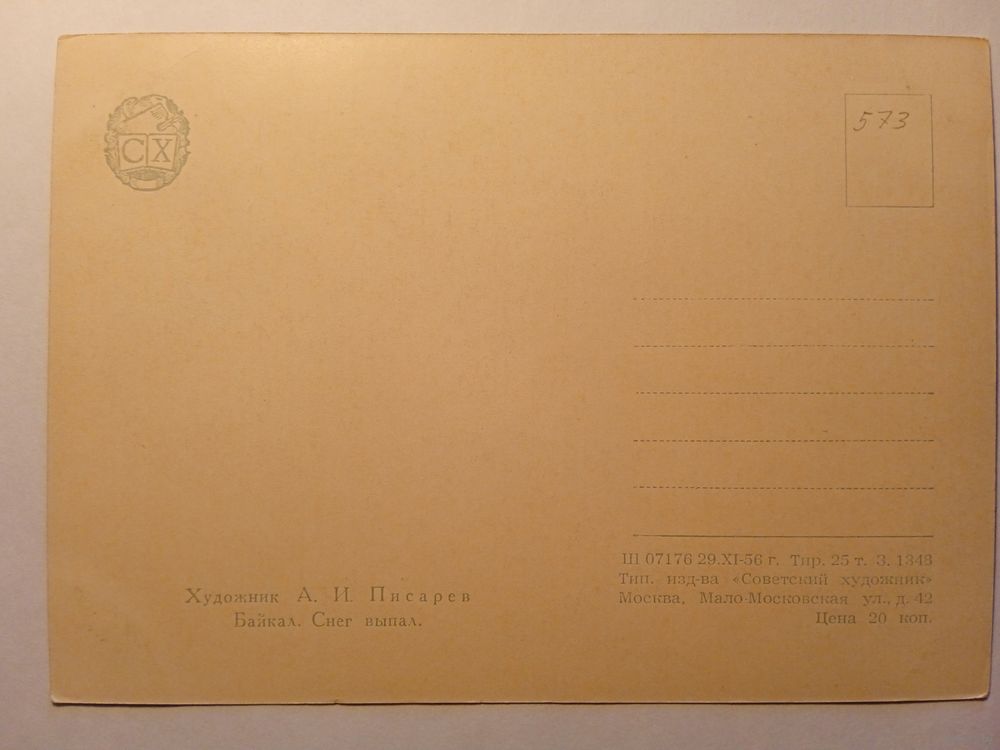 СХ
573
Ш 07176 29.XI-56 г. Тир. 25 т. З. 1343
Тип. изд-ва «Советский художник»
Москва, Мало-Московская ул., д. 42
Цена 20 коп.
Художник А. И. Писарев
Байкал. Снег выпал.